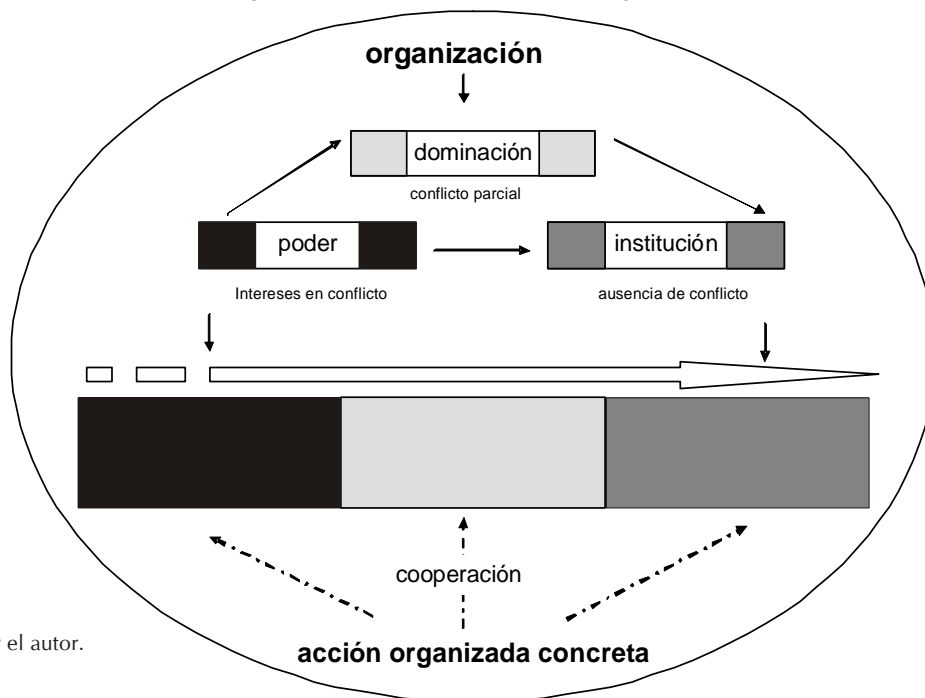 organización
dominación
conflicto parcial
poder
institución
Intereses en conflicto
ausencia de conflicto
cooperación
el autor.
acción organizada concreta